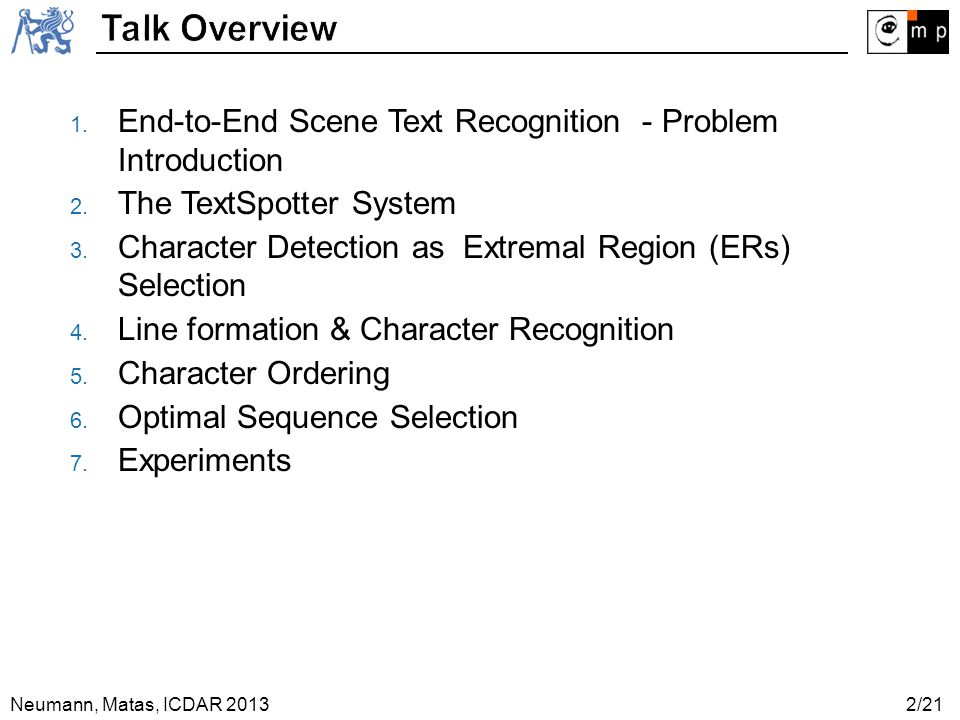 Talk Overview
m p
1. End-to-End Scene Text Recognition - Problem
Introduction
2. The TextSpotter System
3. Character Detection as Extremal Region (ERs)
Selection
4. Line formation & Character Recognition
5. Character Ordering
6. Optimal Sequence Selection
7. Experiments
Neumann, Matas, ICDAR 2013
2/21